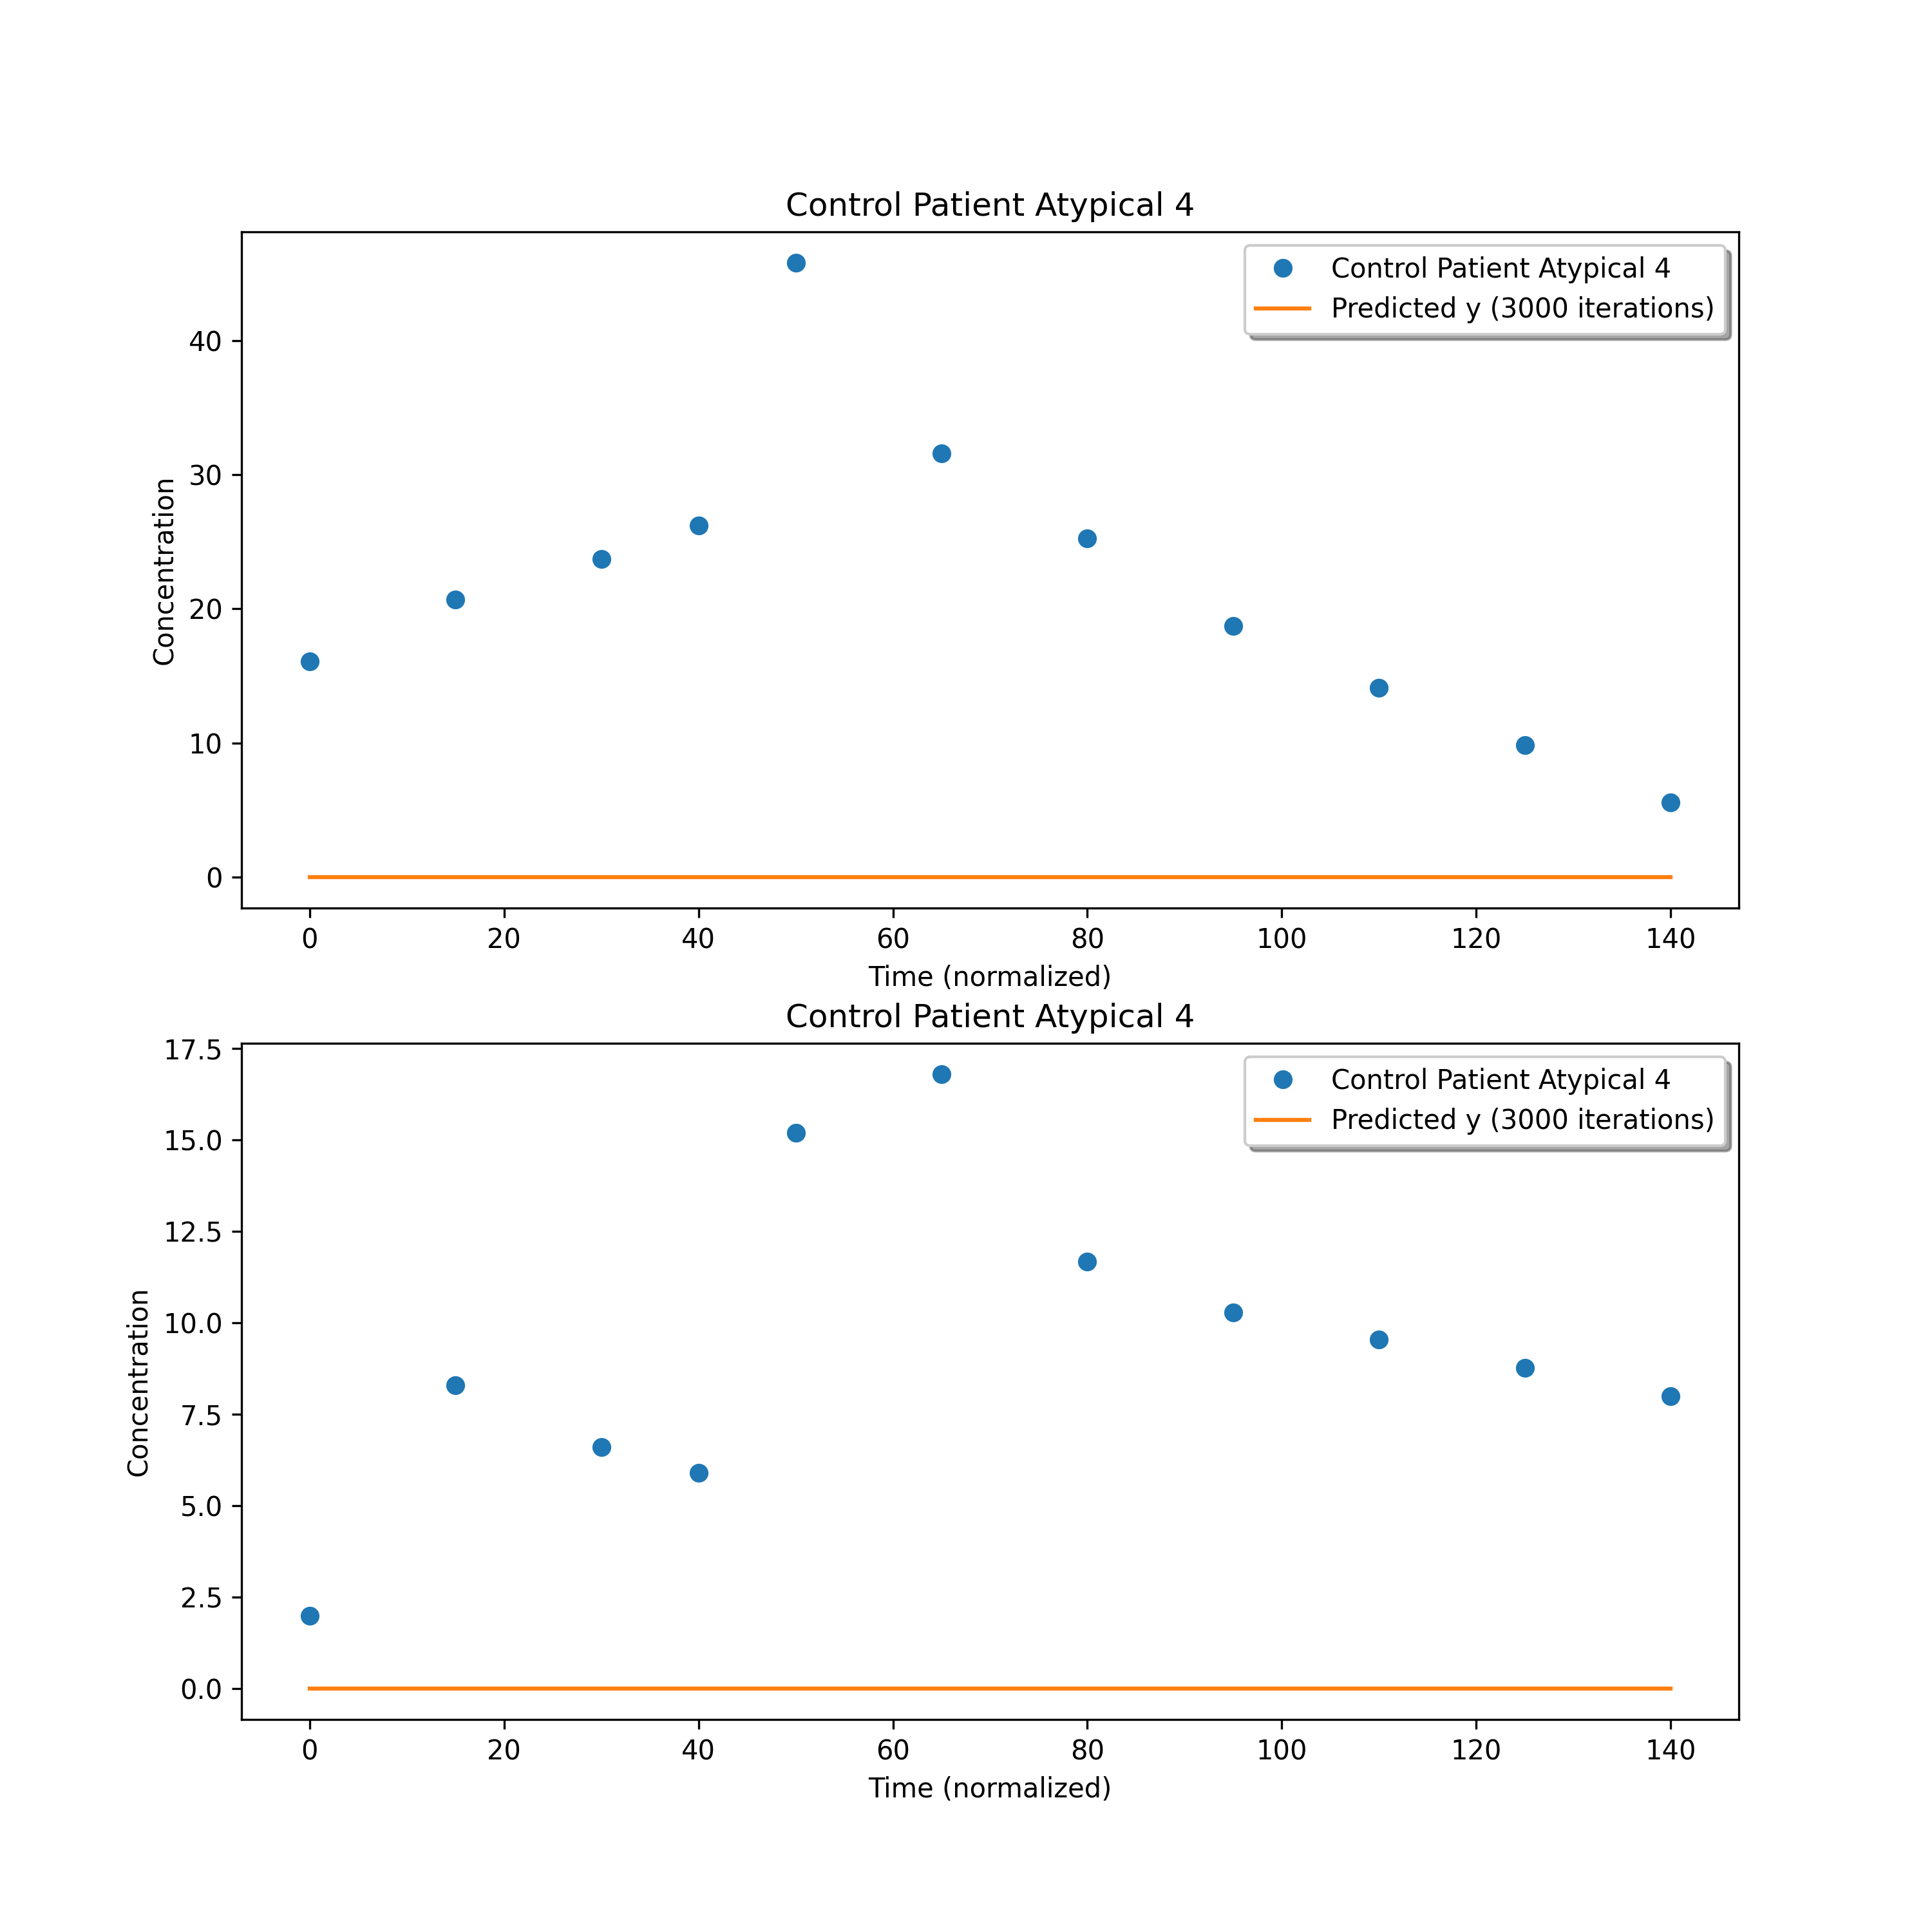 Control Patient Atypical 4
Control Patient Atypical 4
Predicted y (3000 iterations)
40
30
20
10
0
Concentration
0 20 40 60 80 100 120 140
Time (normalized)
Control Patient Atypical 4
Control Patient Atypical 4
Predicted y (3000 iterations)
17.5
15.0
12.5
10.0
7.5
5.0
2.5
0.0
Concentration
0 20 40 60 80 100 120 140
Time (normalized)